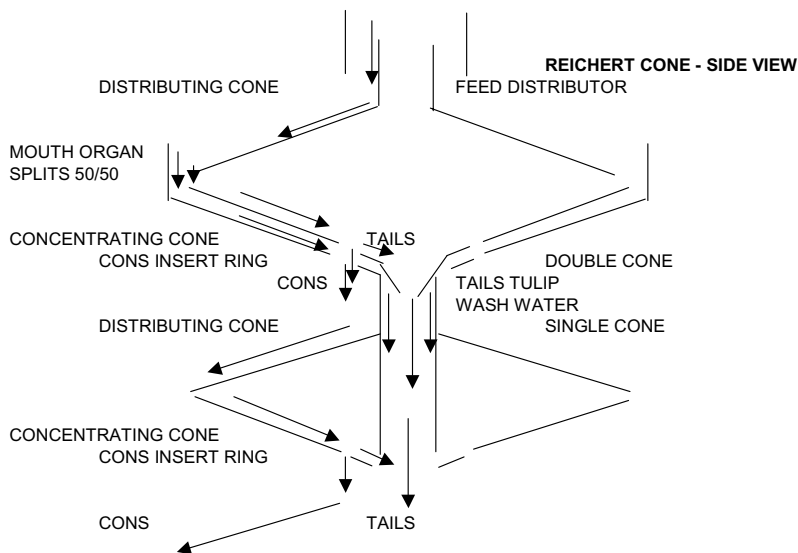 REICHERT CONE - SIDE VIEW
DISTRIBUTING CONE
FEED DISTRIBUTOR
MOUTH ORGAN
SPLITS 50/50
CONCENTRATING CONE
TAILS
CONS INSERT RING
DOUBLE CONE
CONS
TAILS TULIP
WASH WATER
DISTRIBUTING CONE
SINGLE CONE
CONCENTRATING CONE
CONS INSERT RING
CONS
TAILS